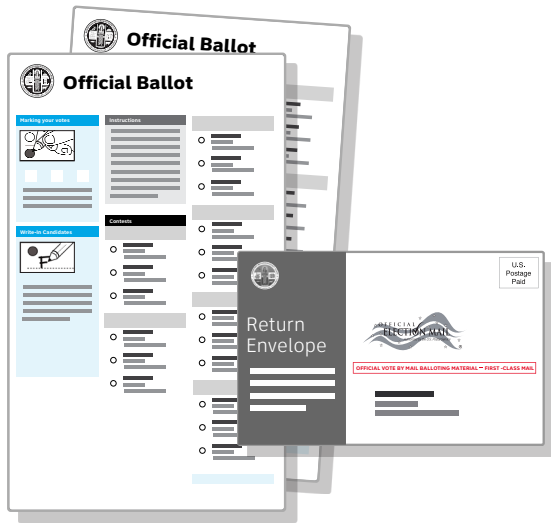 Official Ballot
Official Ballot
Marking your votes
Instructions
Write-In Candidates
Contests
Return
Envelope
U.S.
Postage
Paid
OFFICIAL
ELECTION MAIL
OFFICIAL VOTE BY MAIL BALLOTING MATERIAL – FIRST-CLASS MAIL